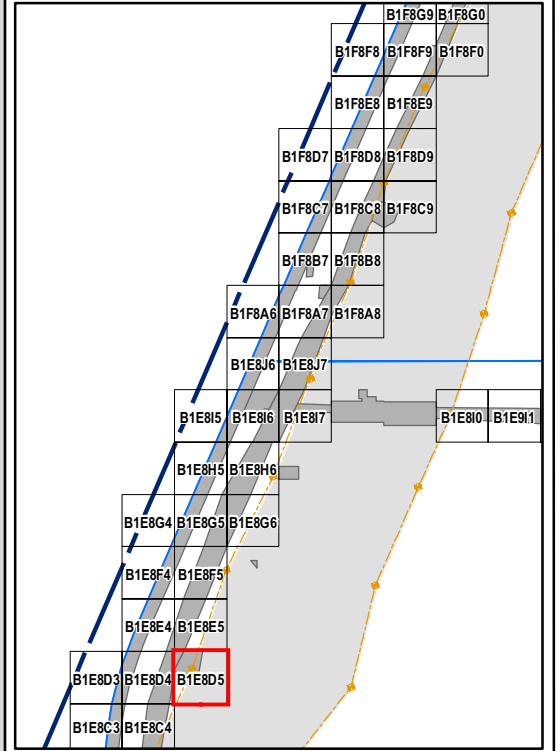 B1F8G9 B1F8G0
B1F8F8 B1F8F9 B1F8F0
B1F8E8 B1F8E9
B1F8D7 B1F8D8 B1F8D9
B1F8C7 B1F8C8 B1F8C9
B1F8B7 B1F8B8
B1F8A6 B1F8A7 B1F8A8
B1E8J6 B1E8J7
B1E8I5 B1E8I6 B1E8I7 B1E8I0 B1E9I1
B1E8H5 B1E8H6
B1E8G4 B1E8G5 B1E8G6
B1E8F4 B1E8F5
B1E8E4 B1E8E5
B1E8D3 B1E8D4 B1E8D5
B1E8C3 B1E8C4